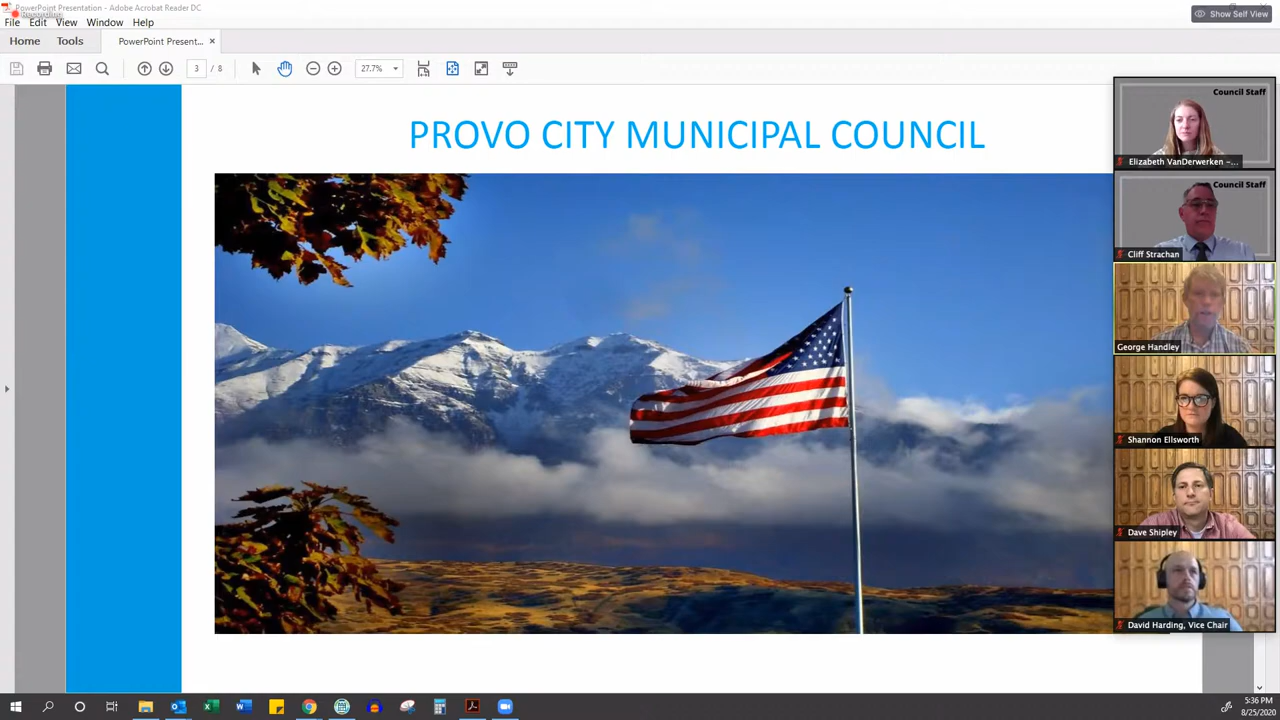 PowerPoint Presentation - Adobe Acrobat Reader DC
Recording
Show Self View
File Edit View Window Help
Home Tools PowerPoint Present... ×
3 / 8 27.7%
PROVO CITY MUNICIPAL COUNCIL
Council Staff
Elizabeth VanDerwerken -...
Council Staff
Cliff Strachan
George Handley
Shannon Ellsworth
Dave Shipley
David Harding, Vice Chair
5:36 PM
8/25/2020